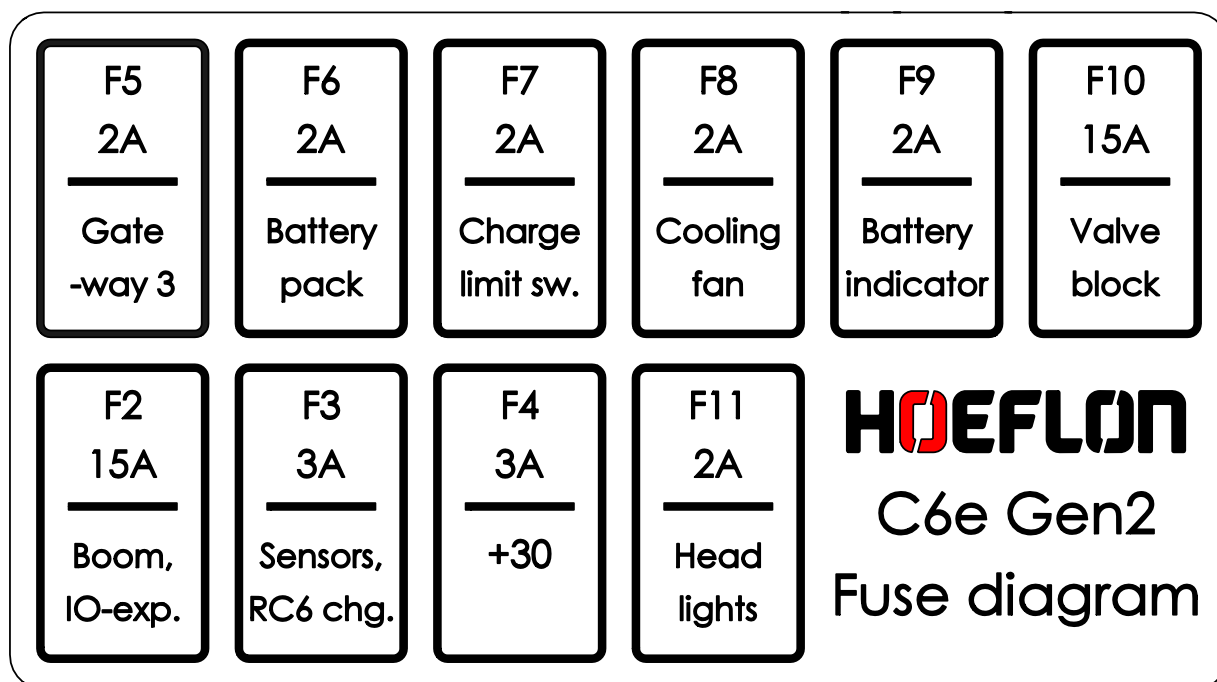 F5
2A
Gate
-way 3
F6
2A
Battery
pack
F7
2A
Charge
limit sw.
F8
2A
Cooling
fan
F9
2A
Battery
indicator
F10
15A
Valve
block
F2
15A
Boom,
IO-exp.
F3
3A
Sensors,
RC6 chg.
F4
3A
+30
F11
2A
Head
lights
HOEFLON
C6e Gen2
Fuse diagram